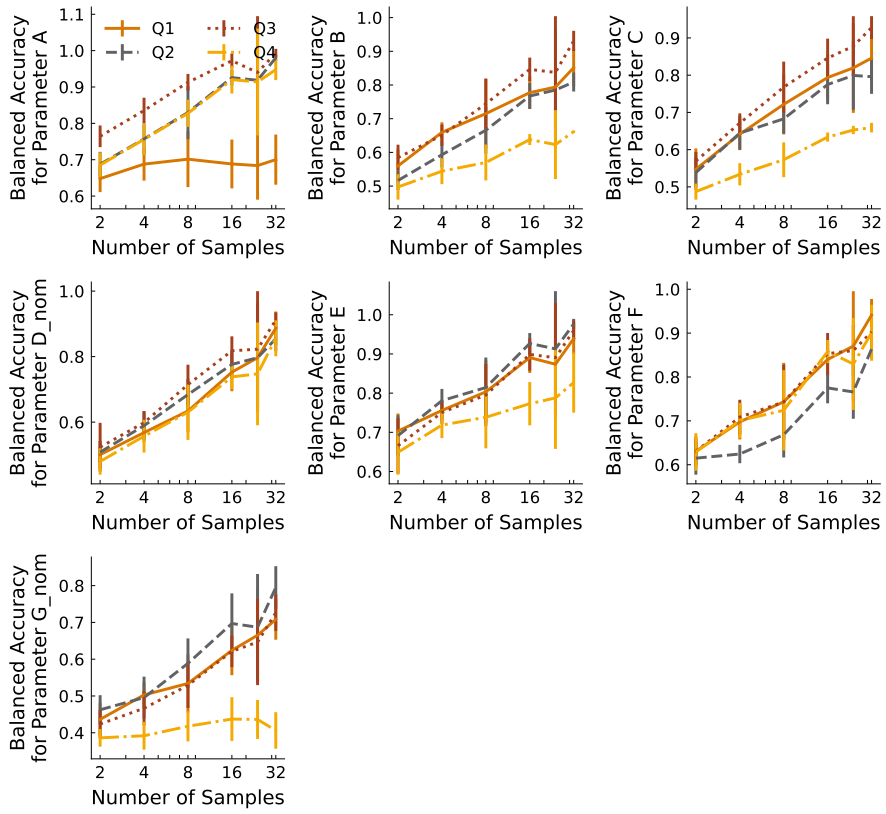 Balanced Accuracy
for Parameter A
1.1
1.0
0.9
0.8
0.7
0.6
Q1
Q2
Q3
Q4
2 4 8 16 32
Number of Samples
Balanced Accuracy
for Parameter B
1.0
0.9
0.8
0.7
0.6
0.5
2 4 8 16 32
Number of Samples
Balanced Accuracy
for Parameter C
0.9
0.8
0.7
0.6
0.5
2 4 8 16 32
Number of Samples
Balanced Accuracy
for Parameter D_nom
1.0
0.8
0.6
2 4 8 16 32
Number of Samples
Balanced Accuracy
for Parameter E
1.0
0.9
0.8
0.7
0.6
2 4 8 16 32
Number of Samples
Balanced Accuracy
for Parameter F
1.0
0.9
0.8
0.7
0.6
2 4 8 16 32
Number of Samples
Balanced Accuracy
for Parameter G_nom
0.8
0.7
0.6
0.5
0.4
2 4 8 16 32
Number of Samples